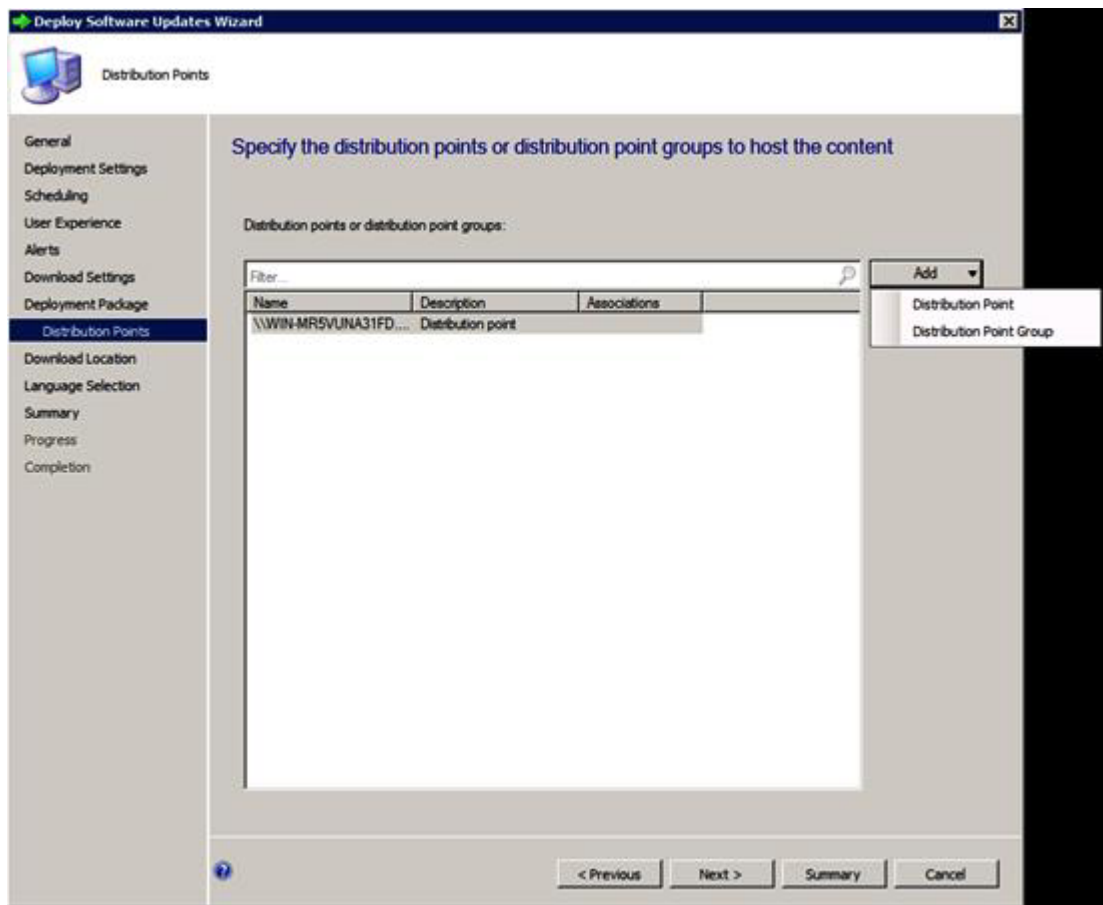 Deploy Software Updates Wizard
Distribution Points
General
Deployment Settings
Scheduling
User Experience
Alerts
Download Settings
Deployment Package
Distribution Points
Download Location
Language Selection
Summary
Progress
Completion
Specify the distribution points or distribution point groups to host the content
Distribution points or distribution point groups:
Filter...
Add
Distribution Point
Distribution Point Group
Name Description Associations
\\WIN-MR5VUNA31FD.... Distribution point
< Previous Next > Summary Cancel